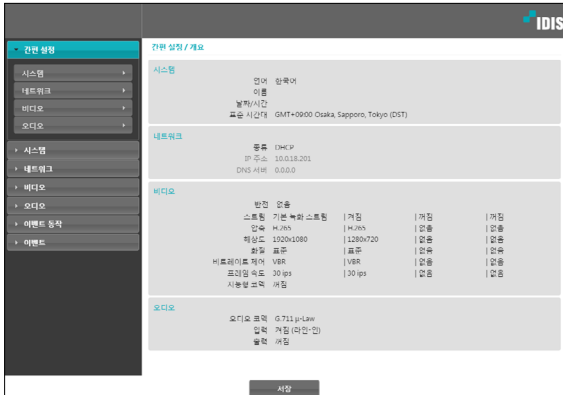 IDIS
간편 설정
시스템
네트워크
비디오
오디오
시스템
네트워크
비디오
오디오
이벤트 동작
이벤트
간편 설정 / 개요
시스템
언어 한국어
이름
날짜/시간
표준 시간대 GMT+09:00 Osaka, Sapporo, Tokyo (DST)
네트워크
종류 DHCP
IP 주소 10.0.18.201
DNS 서버 0.0.0.0
비디오
반전 없음
스트림 기본 녹화 스트림 | 켜짐 | 꺼짐 | 꺼짐
압축 H.265 | H.265 | 없음 | 없음
해상도 1920x1080 | 1280x720 | 없음 | 없음
화질 표준 | 표준 | 없음 | 없음
비트레이트 제어 VBR | VBR | 없음 | 없음
프레임 속도 30 ips | 30 ips | 없음 | 없음
지능형 코덱 꺼짐
오디오
오디오 코덱 G.711 μ-Law
입력 켜짐 (라인-인)
출력 꺼짐
저장